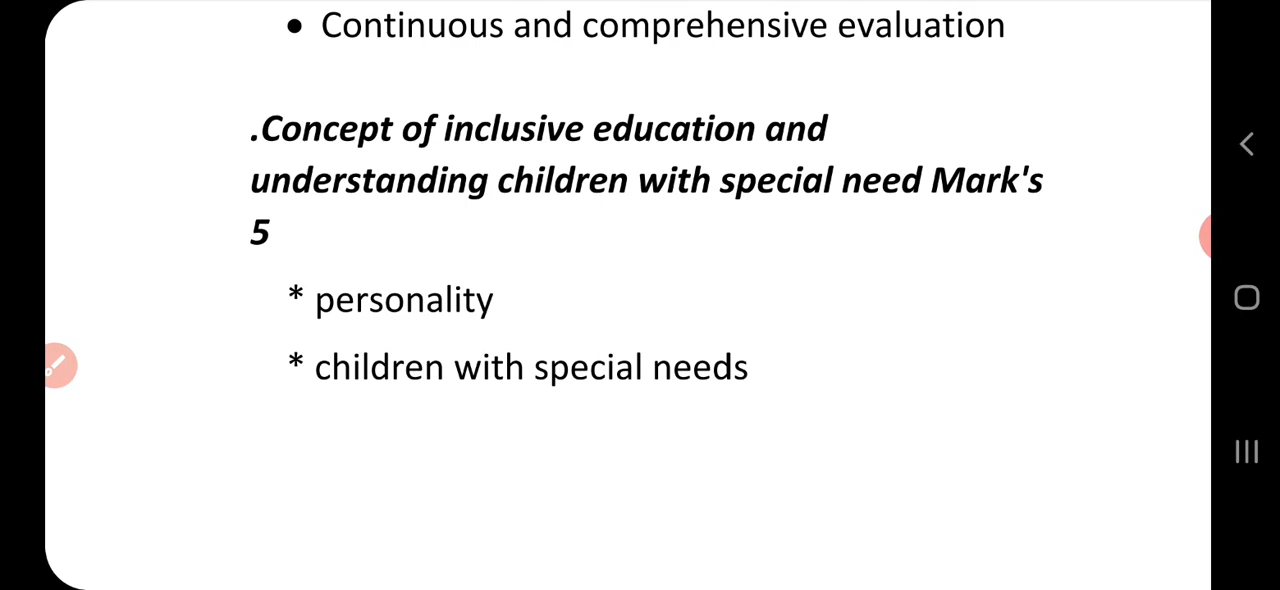 • Continuous and comprehensive evaluation
.Concept of inclusive education and
understanding children with special need Mark's
5
* personality
* children with special needs